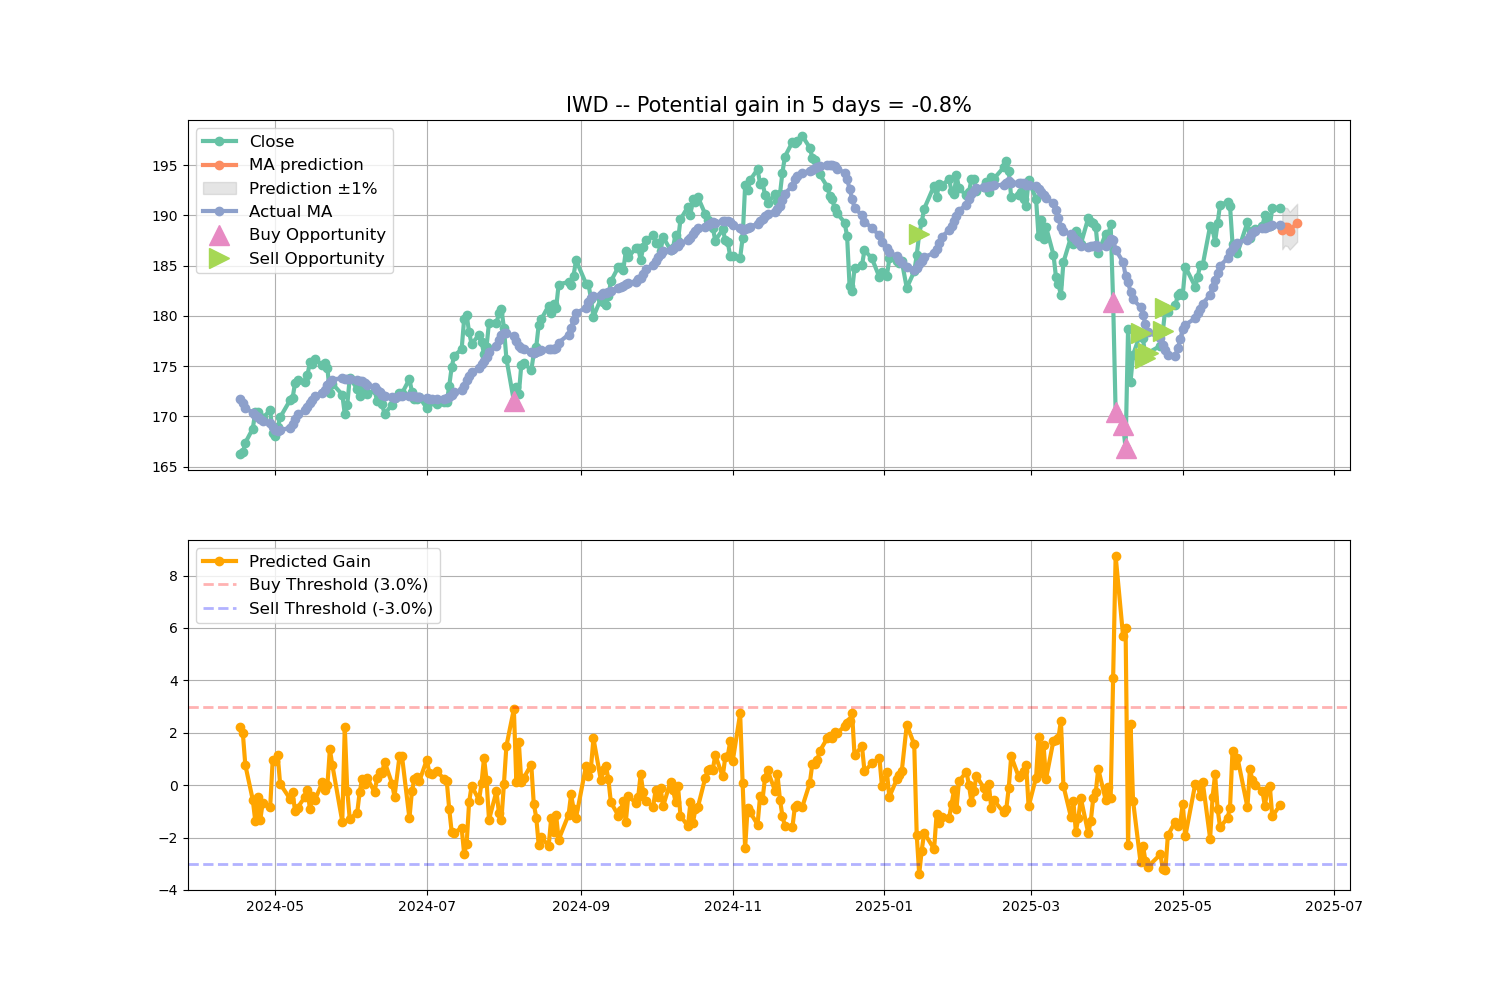 IWD -- Potential gain in 5 days = -0.8%
Close
MA prediction
Prediction ±1%
Actual MA
Buy Opportunity
Sell Opportunity
195
190
185
180
175
170
165
Predicted Gain
Buy Threshold (3.0%)
Sell Threshold (-3.0%)
8
6
4
2
0
−2
−4
2024-05
2024-07
2024-09
2024-11
2025-01
2025-03
2025-05
2025-07